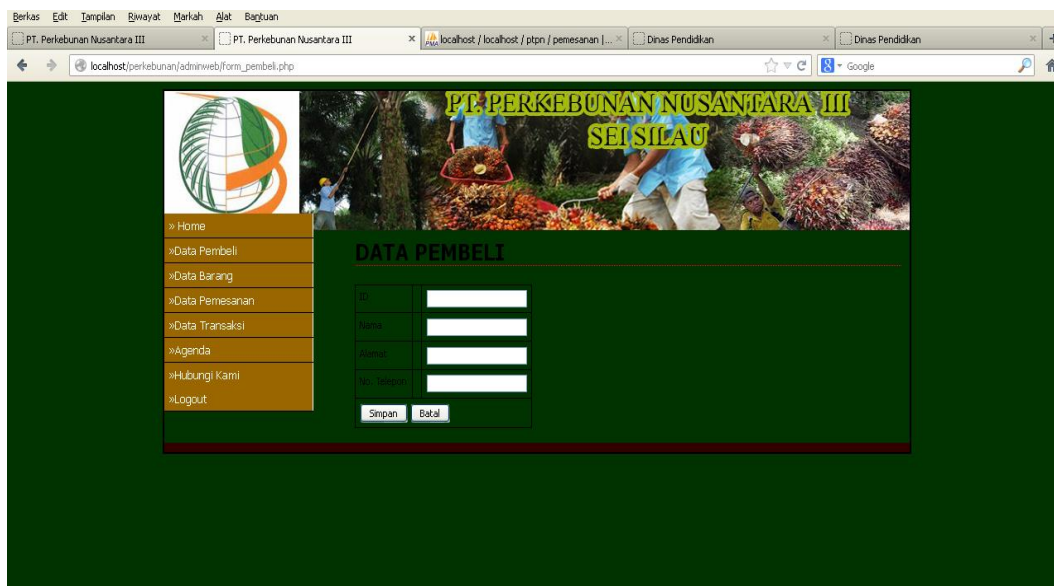 Berkas Edit Tampilan Riwayat Markah Alat Bantuan
PT. Perkebunan Nusantara III × PT. Perkebunan Nusantara III × localhost / localhost / ptpn / pemesanan |... × Dinas Pendidikan × Dinas Pendidikan ×
localhost/perkebunan/adminweb/form_pembeli.php Google
PT. PERKEBUNAN NUSANTARA III
SEI SILAU
» Home
»Data Pembeli
»Data Barang
»Data Pemesanan
»Data Transaksi
»Agenda
»Hubungi Kami
»Logout
DATA PEMBELI
ID
Nama
Alamat
No. Telepon
Simpan Batal